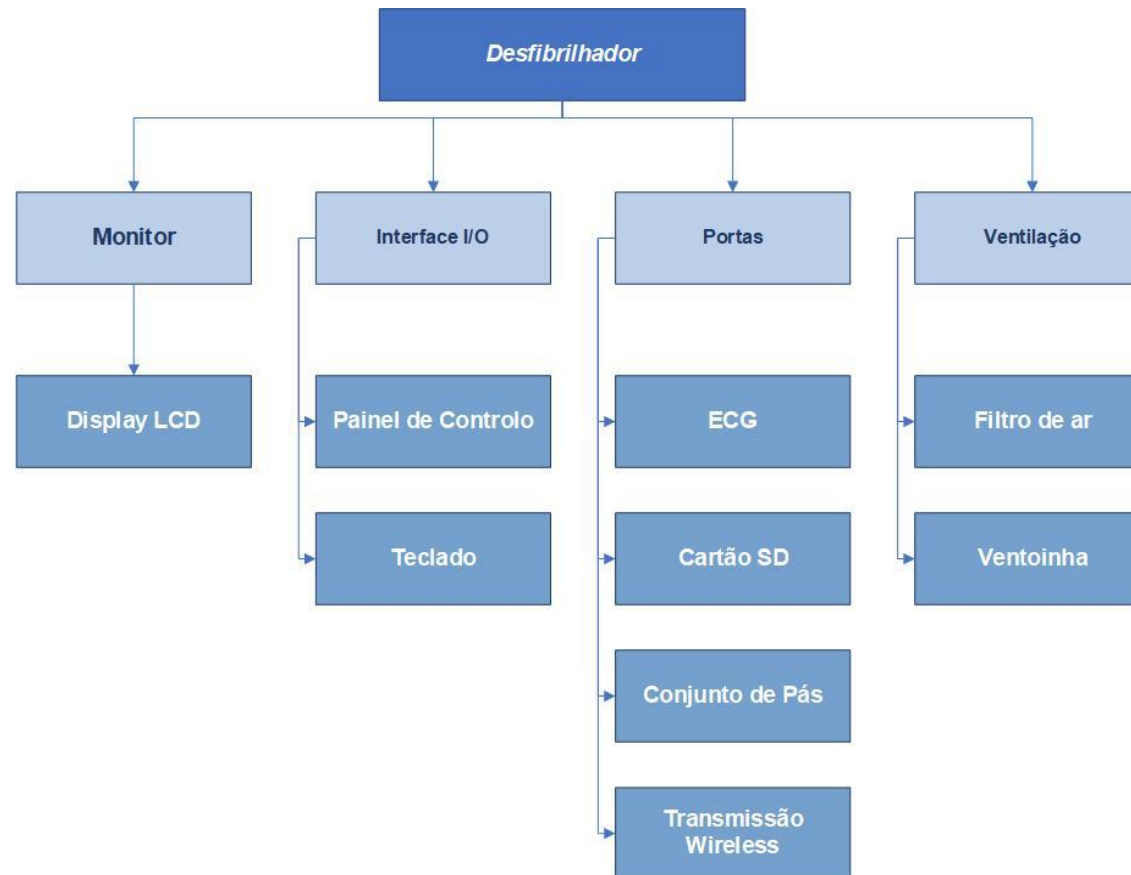 Desfibrilhador
Monitor
Interface I/O
Portas
Ventilação
Display LCD
Painel de Controlo
ECG
Filtro de ar
Teclado
Cartão SD
Ventoinha
Conjunto de Pás
Transmissão
Wireless